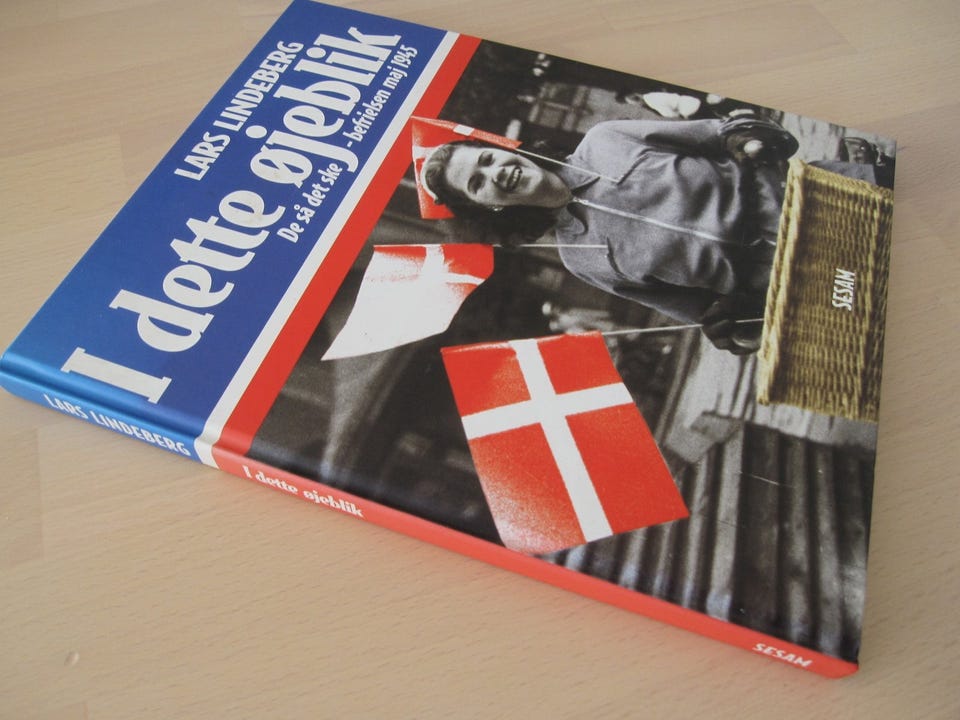 LARS LINDEBERG
I dette øjeblik
De så det ske - befrielsen maj 1945
SESAM
LARS LINDEBERG
I dette øjeblik
SESAM